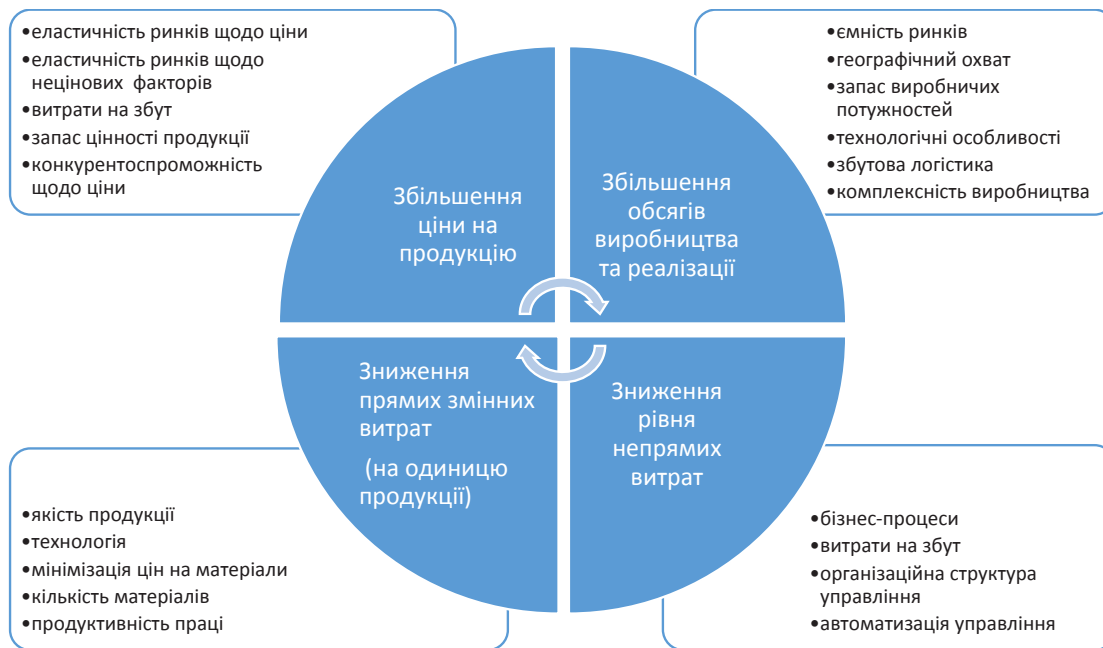 •еластичність ринків щодо ціни
•еластичність ринків щодо
нецінових факторів
•витрати на збут
•запас цінності продукції
•конкурентоспроможність
щодо ціни
•ємність ринків
•географічний охват
•запас виробничих
потужностей
•технологічні особливості
•збутова логістика
•комплексність виробництва
Збільшення
ціни на
продукцію
Збільшення
обсягів
виробництва
та реалізації
Зниження
прямих змінних
витрат
(на одиницю
продукції)
Зниження
рівня
непрямих
витрат
•якість продукції
•технологія
•мінімізація цін на матеріали
•кількість матеріалів
•продуктивність праці
•бізнес-процеси
•витрати на збут
•організаційна структура
управління
•автоматизація управління